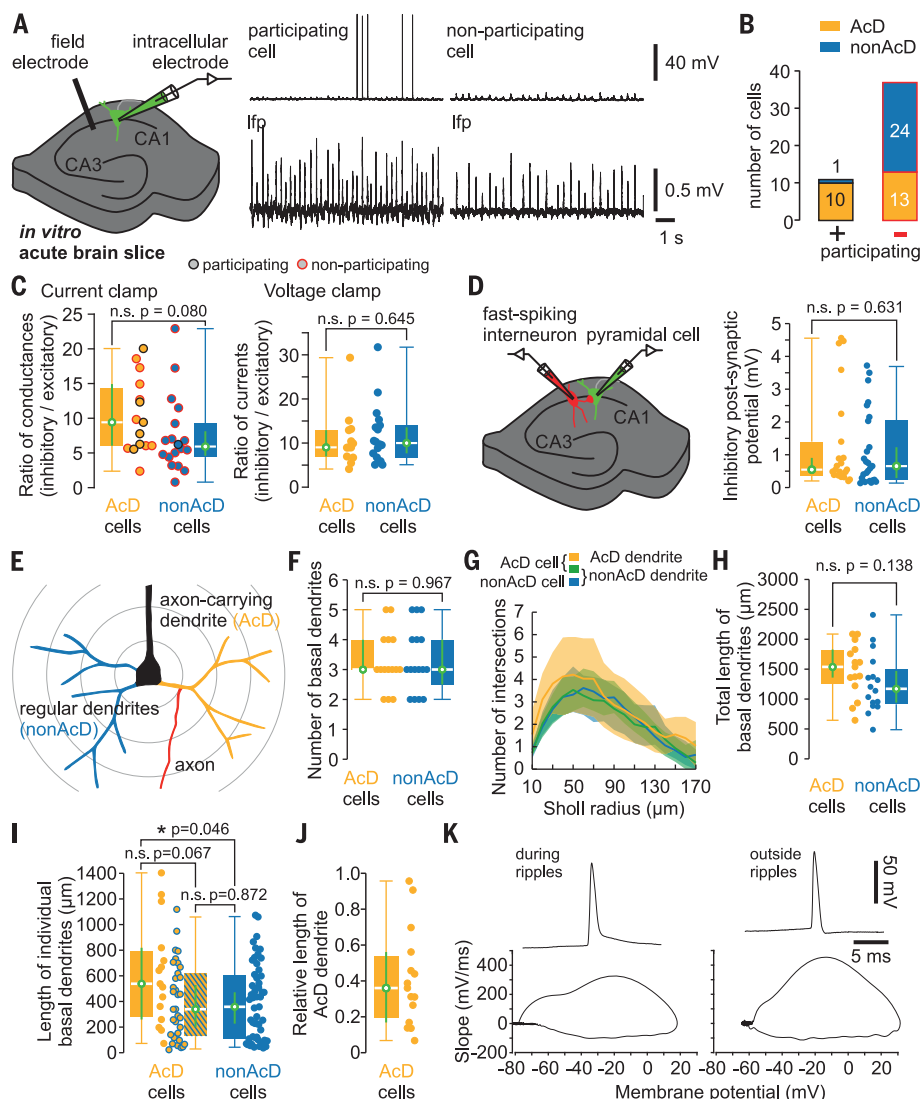 A
field
electrode
intracellular
electrode
CA1
CA3
in vitro
acute brain slice
participating
cell
non-participating
cell
40 mV
lfp
lfp
0.5 mV
1 s
B
AcD
nonAcD
number of cells
40
30
20
10
0
1
10
24
13
+
−
participating
participating
non-participating
C
Current clamp
n.s. p = 0.080
Ratio of conductances
(inhibitory / excitatory)
25
20
15
10
5
0
AcD
cells
nonAcD
cells
Voltage clamp
n.s. p = 0.645
Ratio of currents
(inhibitory / excitatory)
30
20
10
0
AcD
cells
nonAcD
cells
D
fast-spiking
interneuron
pyramidal cell
CA1
CA3
n.s. p = 0.631
Inhibitory post-synaptic
potential (mV)
5
4
3
2
1
0
AcD
cells
nonAcD
cells
E
axon-carrying
dendrite (AcD)
regular dendrites
(nonAcD)
axon
F
n.s. p = 0.967
Number of basal dendrites
6
5
4
3
2
1
0
AcD
cells
nonAcD
cells
G
AcD cell
nonAcD cell
AcD dendrite
nonAcD dendrite
Number of intersections
7
6
5
4
3
2
1
0
10
50
90
130
170
Sholl radius (µm)
H
n.s. p = 0.138
Total length of
basal dendrites (µm)
3000
2500
2000
1500
1000
500
0
AcD
cells
nonAcD
cells
I
* p=0.046
n.s. p=0.067
n.s. p=0.872
Length of individual
basal dendrites (µm)
1400
1200
1000
800
600
400
200
0
AcD
cells
nonAcD
cells
J
Relative length of
AcD dendrite
1.0
0.8
0.6
0.4
0.2
0
AcD
cells
K
during
ripples
outside
ripples
50 mV
5 ms
Slope (mV/ms)
400
200
0
-200
-80
-60
-40
-20
0
20
-80
-60
-40
-20
0
20
Membrane potential (mV)